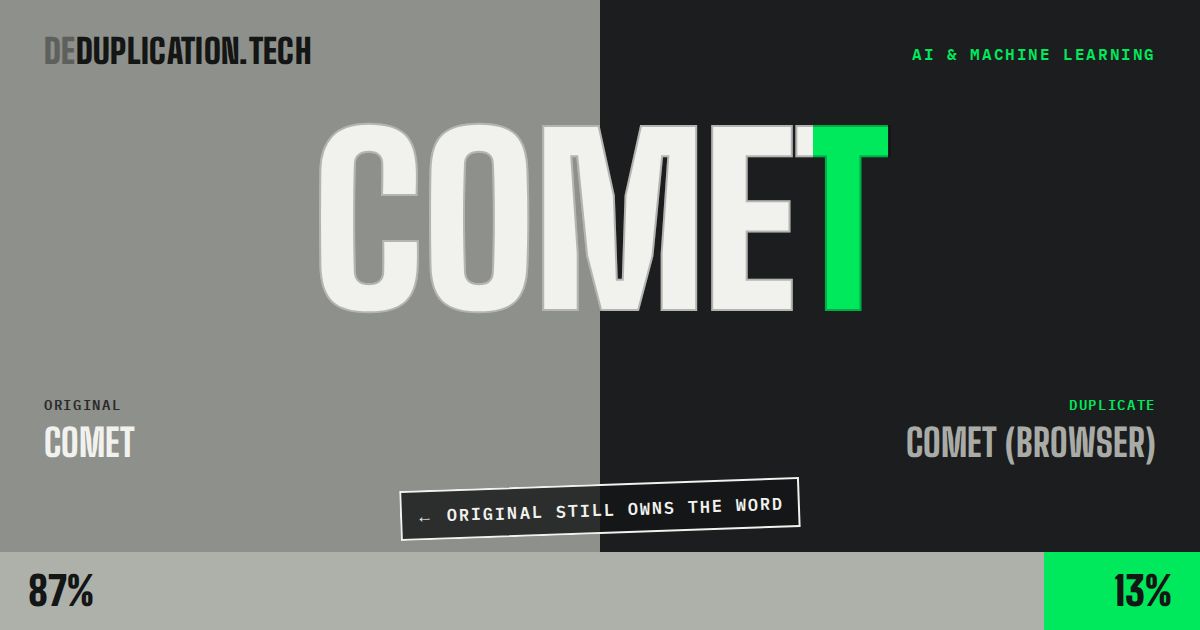 DEDUPLICATION.TECH
AI & MACHINE LEARNING
COMET
ORIGINAL
COMET
DUPLICATE
COMET (BROWSER)
← ORIGINAL STILL OWNS THE WORD
87%
13%